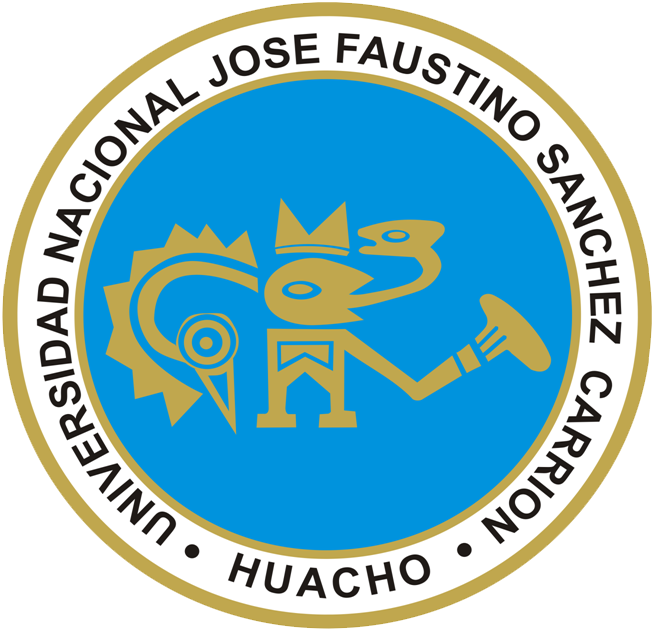 UNIVERSIDAD NACIONAL JOSE FAUSTINO SANCHEZ CARRION
• HUACHO •